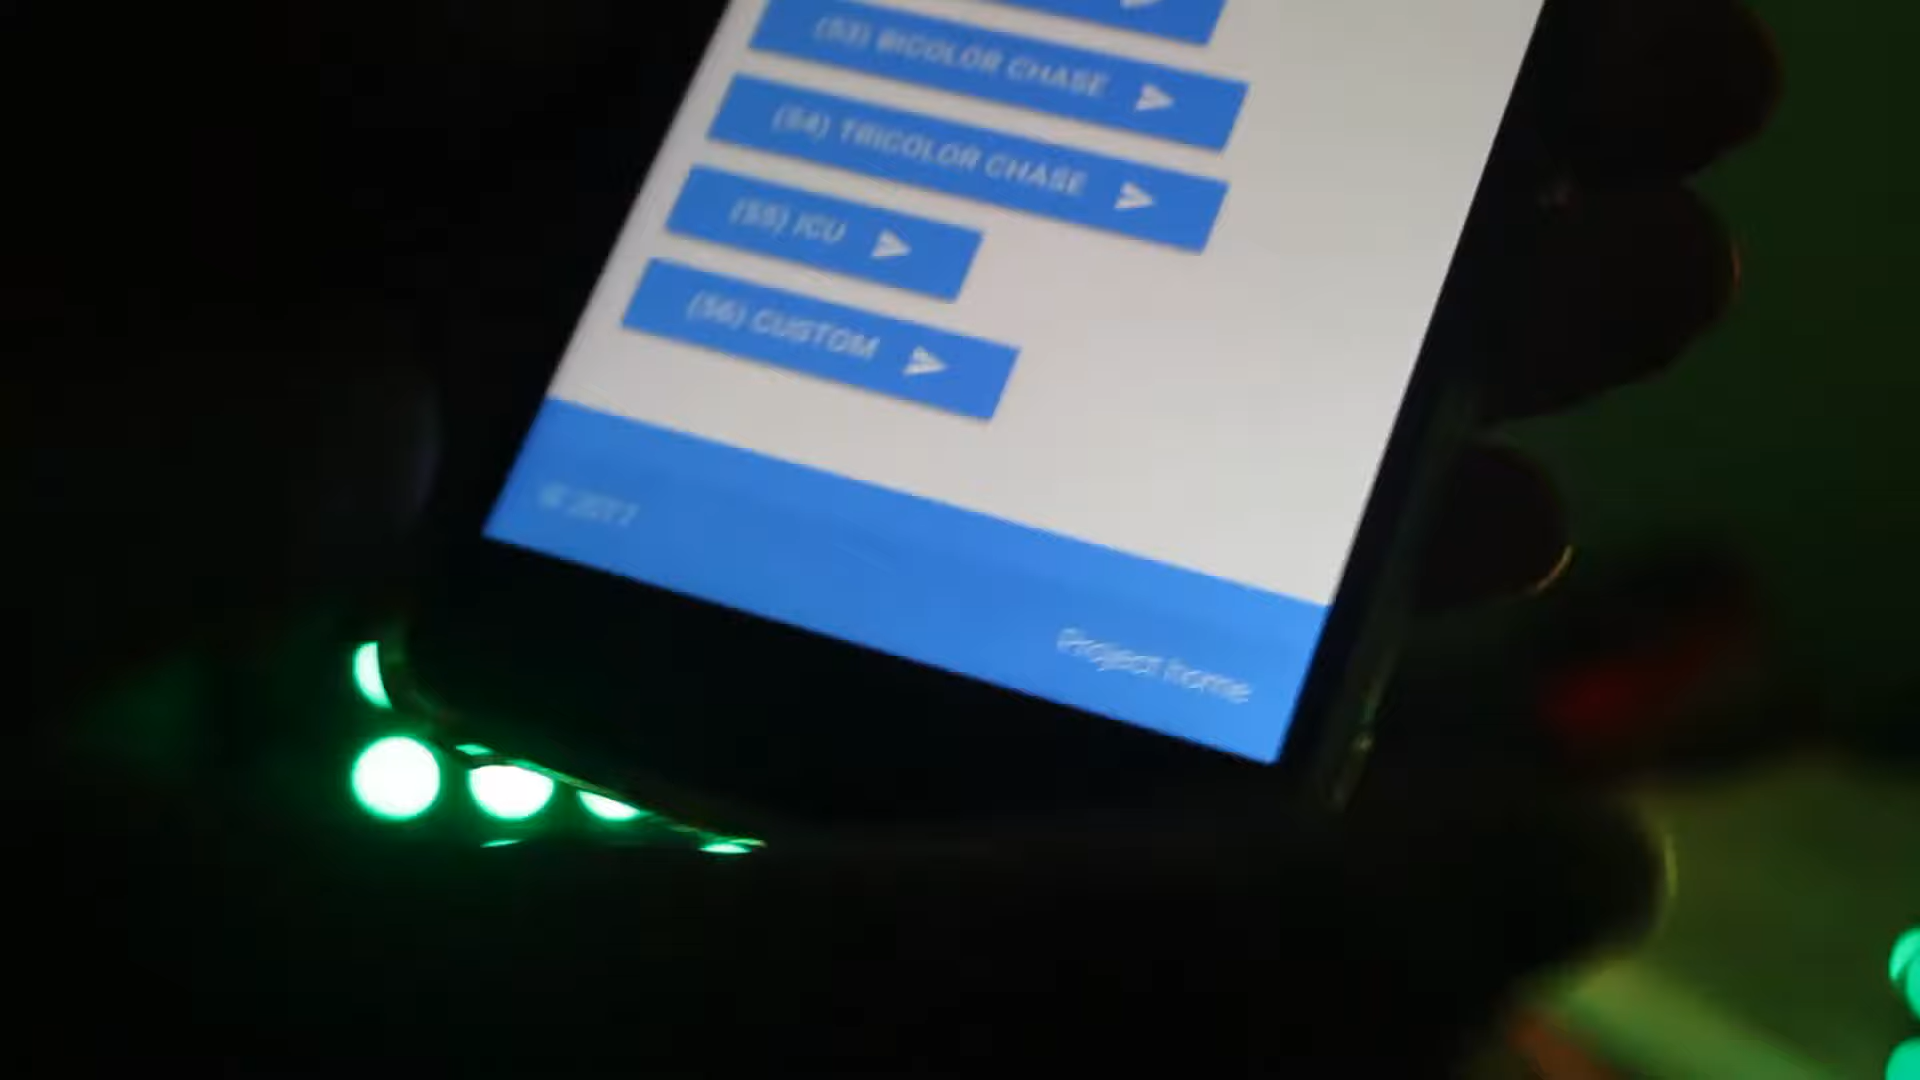 (53) BICOLOR CHASE
(54) TRICOLOR CHASE
(55) ICU
(56) CUSTOM
© 2017
Project home